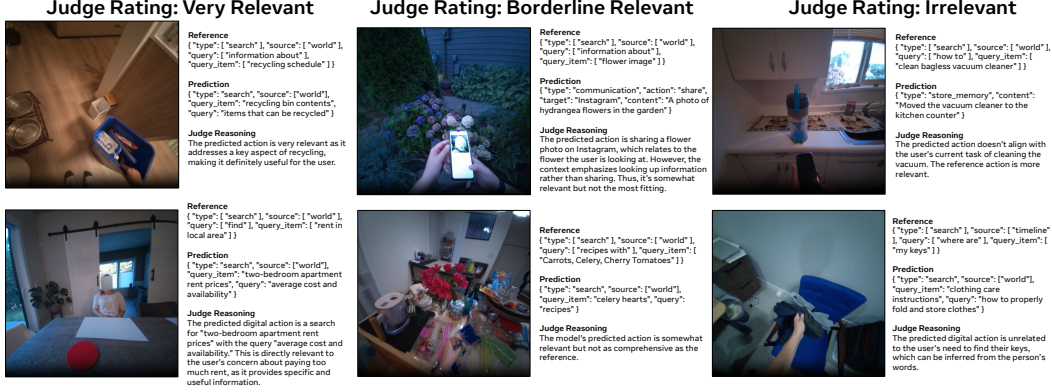 Judge Rating: Very Relevant
Reference
{ "type": [ "search" ], "source": [ "world" ],
"query": [ "information about" ],
"query_item": [ "recycling schedule" ] }
Prediction
{ "type": "search", "source": ["world"],
"query_item": "recycling bin contents",
"query": "items that can be recycled" }
Judge Reasoning
The predicted action is very relevant as it
addresses a key aspect of recycling,
making it definitely useful for the user.
Reference
{ "type": [ "search" ], "source": [ "world" ],
"query": [ "find" ], "query_item": [ "rent in
local area" ] }
Prediction
{ "type": "search", "source": ["world"],
"query_item": "two-bedroom apartment
rent prices", "query": "average cost and
availability" }
Judge Reasoning
The predicted digital action is a search
for "two-bedroom apartment rent
prices" with the query "average cost and
availability." This is directly relevant to
the user's concern about paying too
much rent, as it provides specific and
useful information.
Judge Rating: Borderline Relevant
Reference
{ "type": [ "search" ], "source": [ "world" ],
"query": [ "information about" ],
"query_item": [ "flower image" ] }
Prediction
{ "type": "communication", "action": "share",
"target": "Instagram", "content": "A photo of
hydrangea flowers in the garden" }
Judge Reasoning
The predicted action is sharing a flower
photo on Instagram, which relates to the
flower the user is looking at. However, the
context emphasizes looking up information
rather than sharing. Thus, it's somewhat
relevant but not the most fitting.
Reference
{ "type": [ "search" ], "source": [ "world" ],
"query": [ "recipes with" ], "query_item": [
"Carrots, Celery, Cherry Tomatoes" ] }
Prediction
{ "type": "search", "source": ["world"],
"query_item": "celery hearts", "query":
"recipes" }
Judge Reasoning
The model's predicted action is somewhat
relevant but not as comprehensive as the
reference.
Judge Rating: Irrelevant
Reference
{ "type": [ "search" ], "source": [ "world" ],
"query": [ "how to" ], "query_item": [
"clean bagless vacuum cleaner" ] }
Prediction
{ "type": "store_memory", "content":
"Moved the vacuum cleaner to the
kitchen counter" }
Judge Reasoning
The predicted action doesn't align with
the user's current task of cleaning the
vacuum. The reference action is more
relevant.
Reference
{ "type": [ "search" ], "source": [ "timeline"
], "query": [ "where are" ], "query_item": [
"my keys" ] }
Prediction
{ "type": "search", "source": ["world"],
"query_item": "clothing care
instructions", "query": "how to properly
fold and store clothes" }
Judge Reasoning
The predicted digital action is unrelated
to the user's need to find their keys,
which can be inferred from the person's
words.